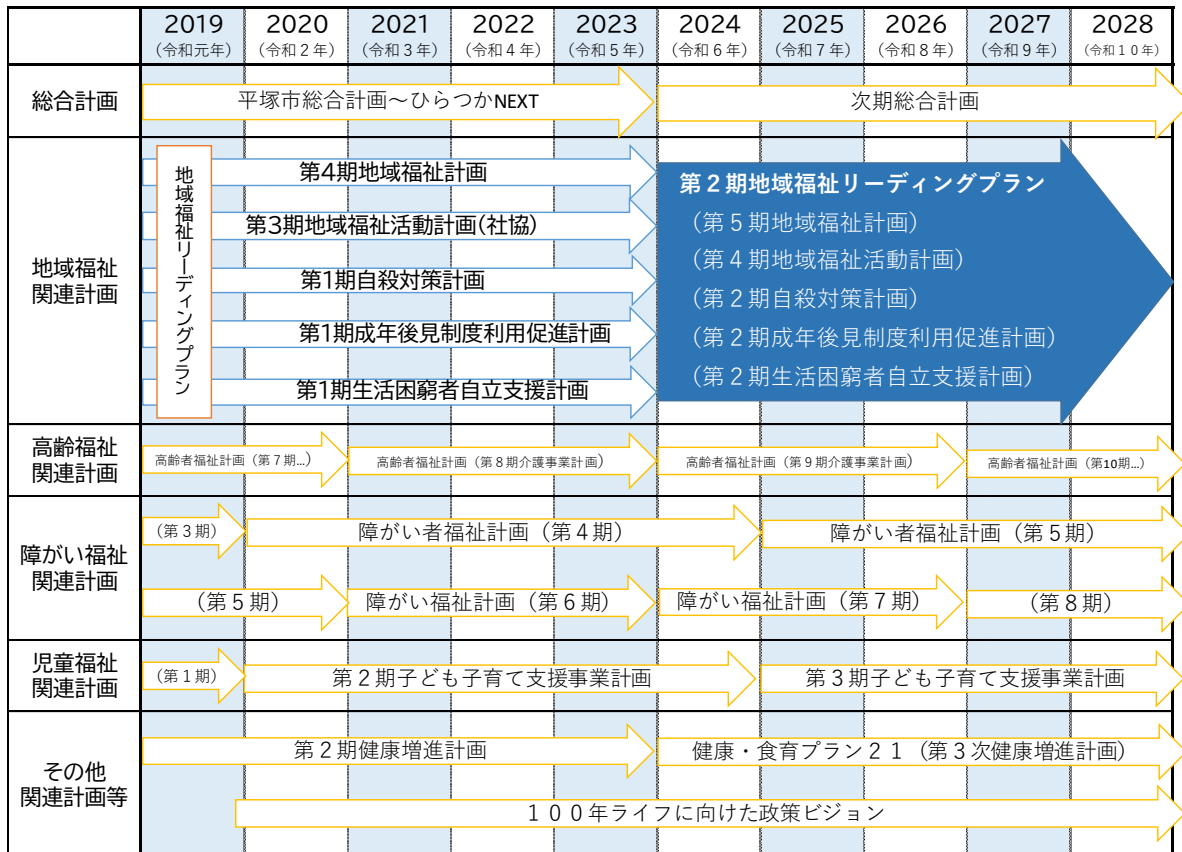 2019 2020 2021 2022 2023 2024 2025 2026 2027 2028
(令和元年) (令和２年) (令和３年) (令和４年) (令和５年) (令和６年) (令和７年) (令和８年) (令和９年) (令和１０年)
総合計画
平塚市総合計画～ひらつかNEXT
次期総合計画
地域福祉
関連計画
地域福祉リーディングプラン
第4期地域福祉計画
第3期地域福祉活動計画(社協)
第1期自殺対策計画
第1期成年後見制度利用促進計画
第1期生活困窮者自立支援計画
第２期地域福祉リーディングプラン
（第５期地域福祉計画）
（第４期地域福祉活動計画）
（第２期自殺対策計画）
（第２期成年後見制度利用促進計画）
（第２期生活困窮者自立支援計画）
高齢福祉
関連計画
高齢者福祉計画（第７期…）
高齢者福祉計画（第８期介護事業計画）
高齢者福祉計画（第９期介護事業計画）
高齢者福祉計画（第10期…）
障がい福祉
関連計画
（第３期）
障がい者福祉計画（第４期）
障がい者福祉計画（第５期）
（第５期）
障がい福祉計画（第６期）
障がい福祉計画（第７期）
（第８期）
児童福祉
関連計画
（第１期）
第２期子ども子育て支援事業計画
第３期子ども子育て支援事業計画
その他
関連計画等
第２期健康増進計画
健康・食育プラン２１（第３次健康増進計画）
１００年ライフに向けた政策ビジョン